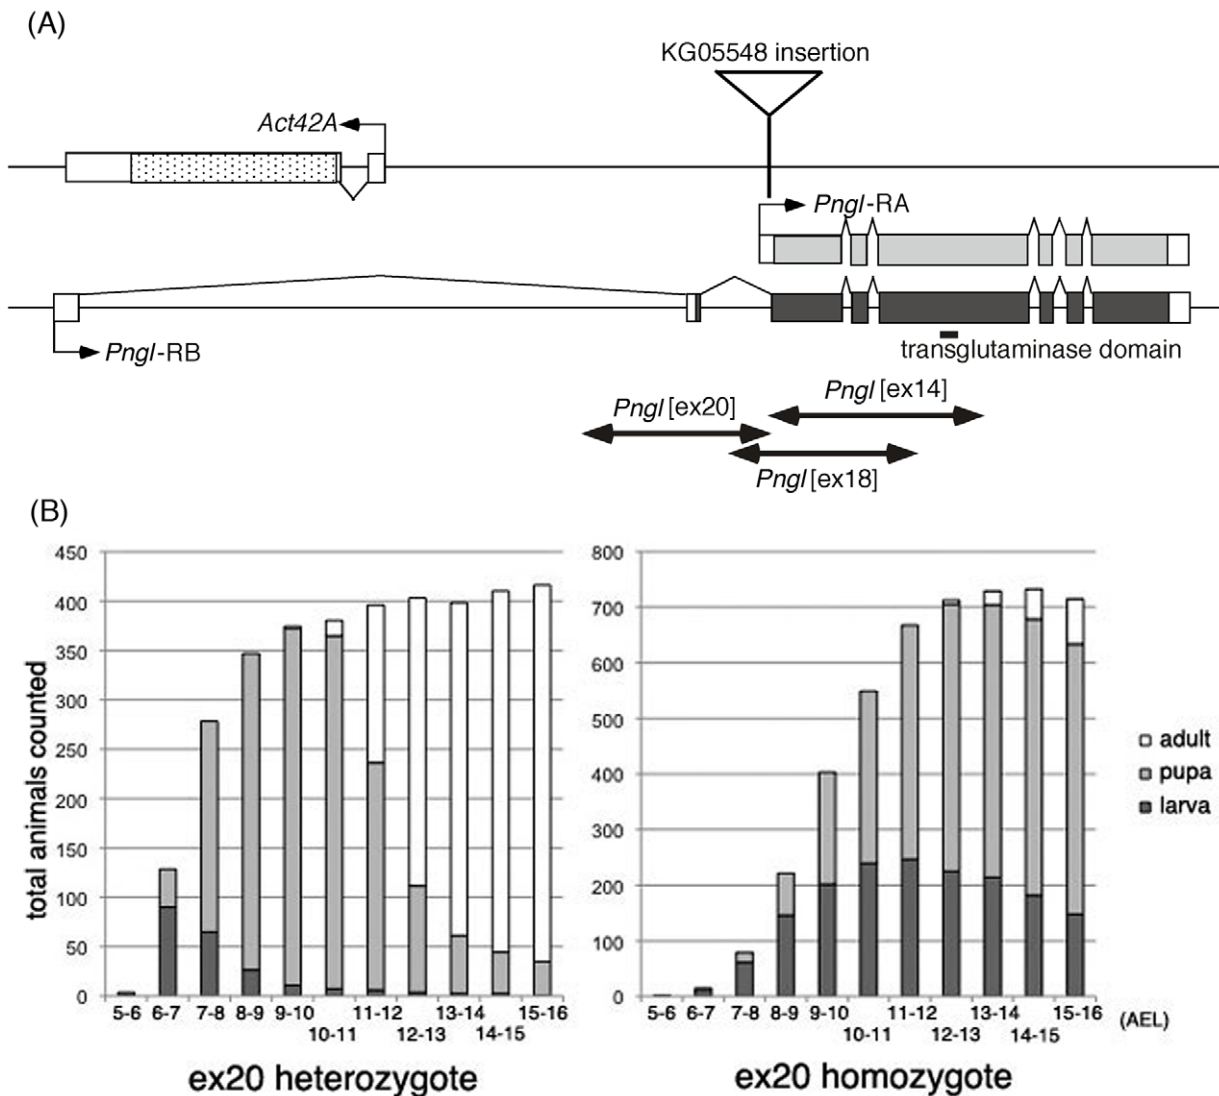 (A)
KG05548 insertion
Act42A
Pngl-RA
Pngl-RB
transglutaminase domain
Pngl[ex14]
Pngl[ex20]
Pngl[ex18]
(B)
total animals counted
450
400
350
300
250
200
150
100
50
0
5-6 6-7 7-8 8-9 9-10 10-11 11-12 12-13 13-14 14-15 15-16
ex20 heterozygote
800
700
600
500
400
300
200
100
0
5-6 6-7 7-8 8-9 9-10 10-11 11-12 12-13 13-14 14-15 15-16 (AEL)
ex20 homozygote
adult
pupa
larva